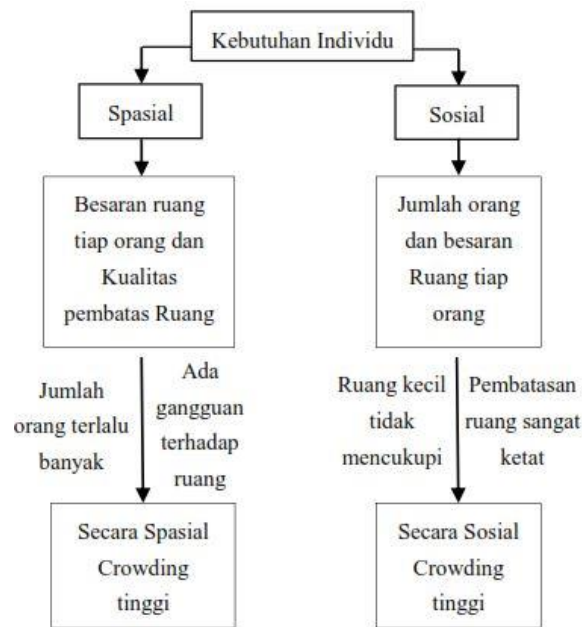 Kebutuhan Individu
Spasial
Sosial
Besaran ruang
tiap orang dan
Kualitas
pembatas Ruang
Jumlah orang
dan besaran
Ruang tiap
orang
Jumlah
orang terlalu
banyak
Ada
gangguan
terhadap
ruang
Ruang kecil
tidak
mencukupi
Pembatasan
ruang sangat
ketat
Secara Spasial
Crowding
tinggi
Secara Sosial
Crowding
tinggi